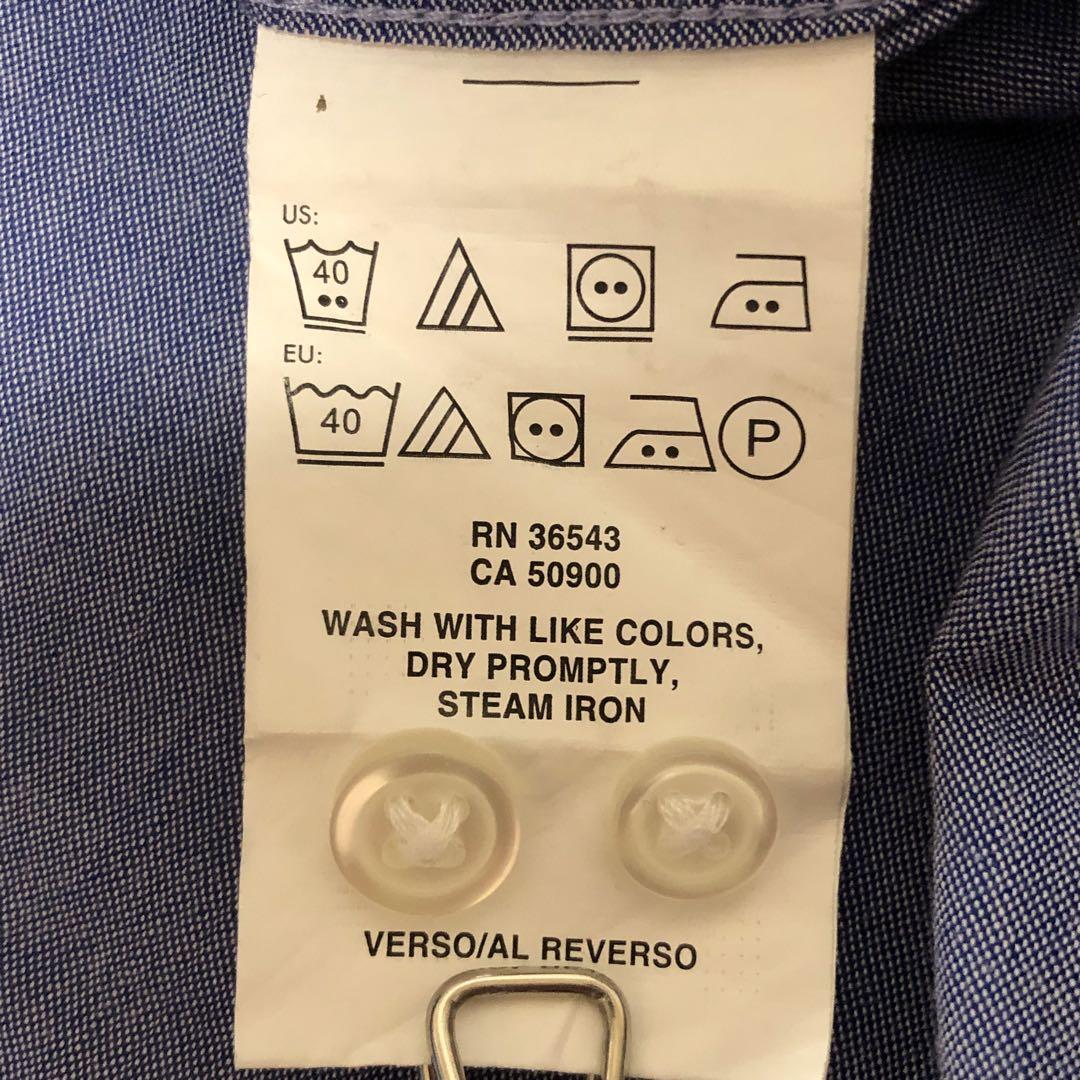 US:
40
EU:
40 P
RN 36543
CA 50900
WASH WITH LIKE COLORS,
DRY PROMPTLY,
STEAM IRON
VERSO/AL REVERSO